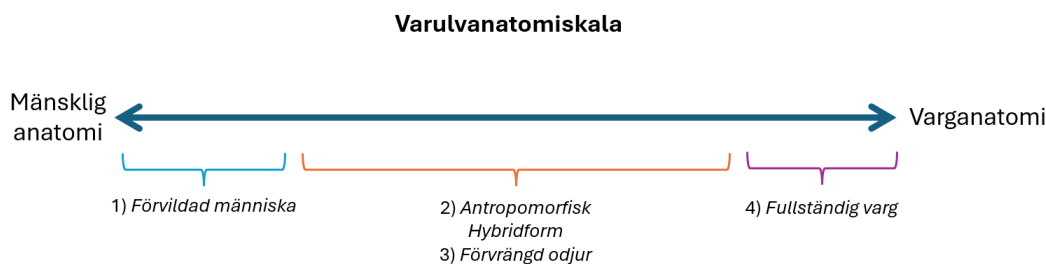 Varulvanatomiskala
Mänsklig
anatomi
Varganatomi
1) Förvildad människa
2) Antropomorfisk
Hybridform
3) Förvrängd odjur
4) Fullständig varg